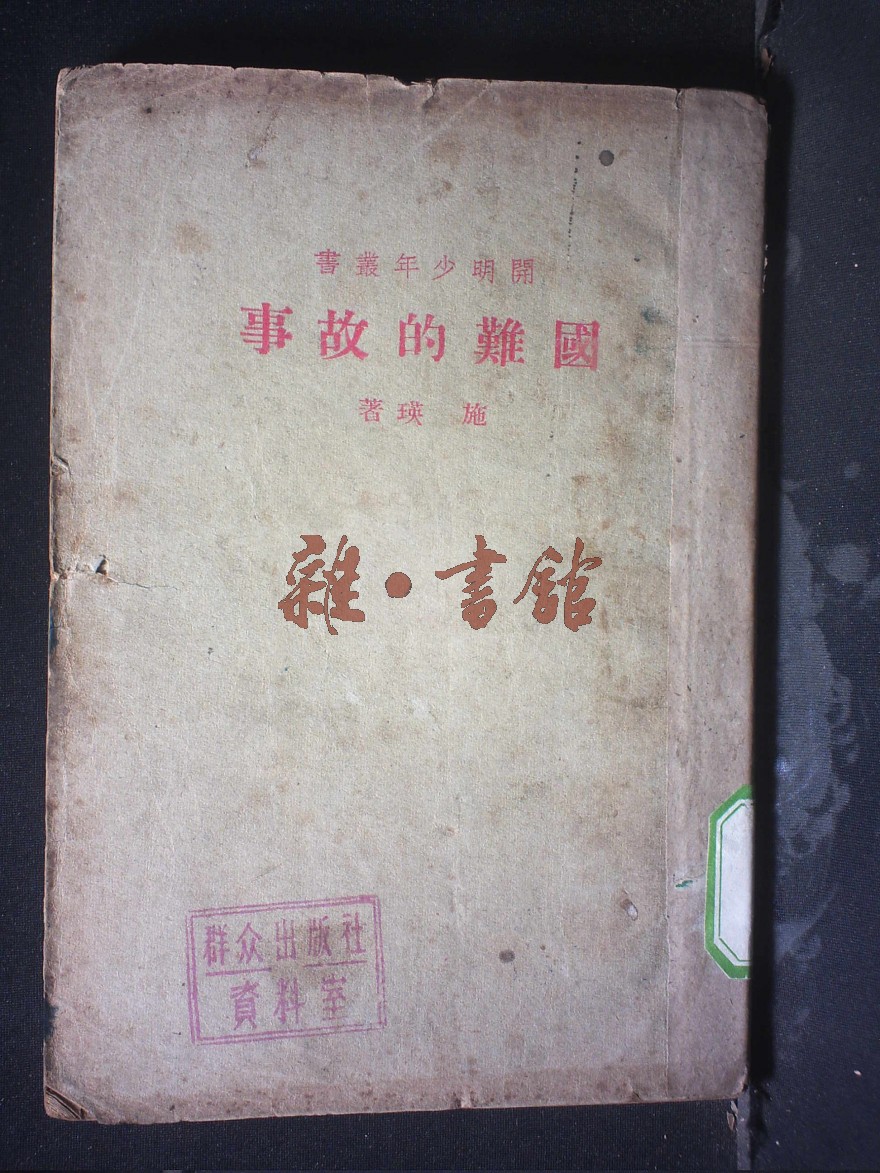 開明少年叢書
國難的故事
施瑛著
雜·書館
群众出版社
資料室